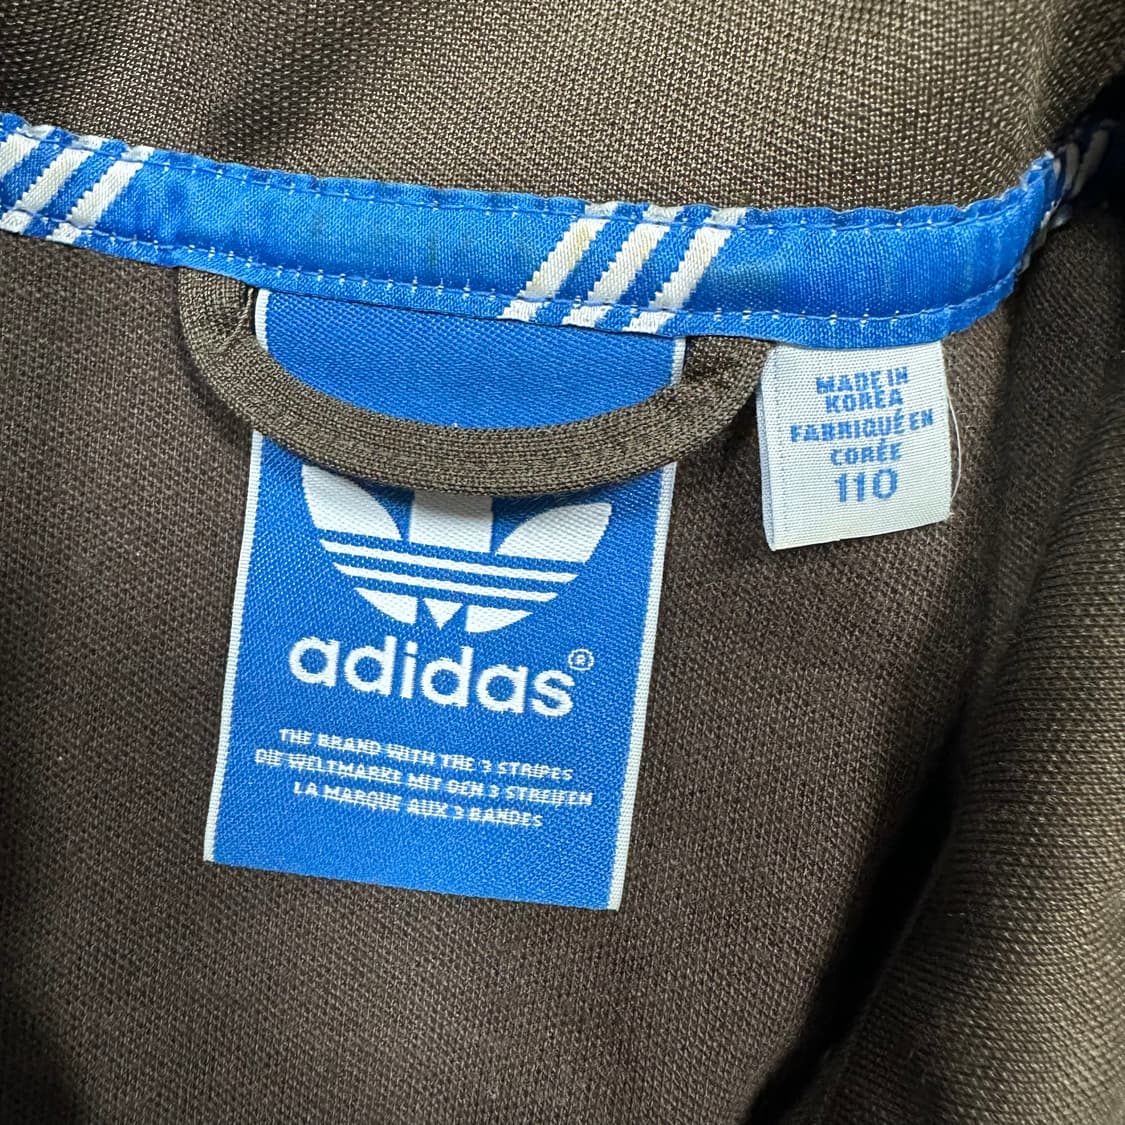 MADE IN
KOREA
FABRIQUÉ EN
CORÉE
110
adidas®
THE BRAND WITH THE 3 STRIPES
DIE WELTMARKE MIT DEN 3 STREIFEN
LA MARQUE AUX 3 BANDES